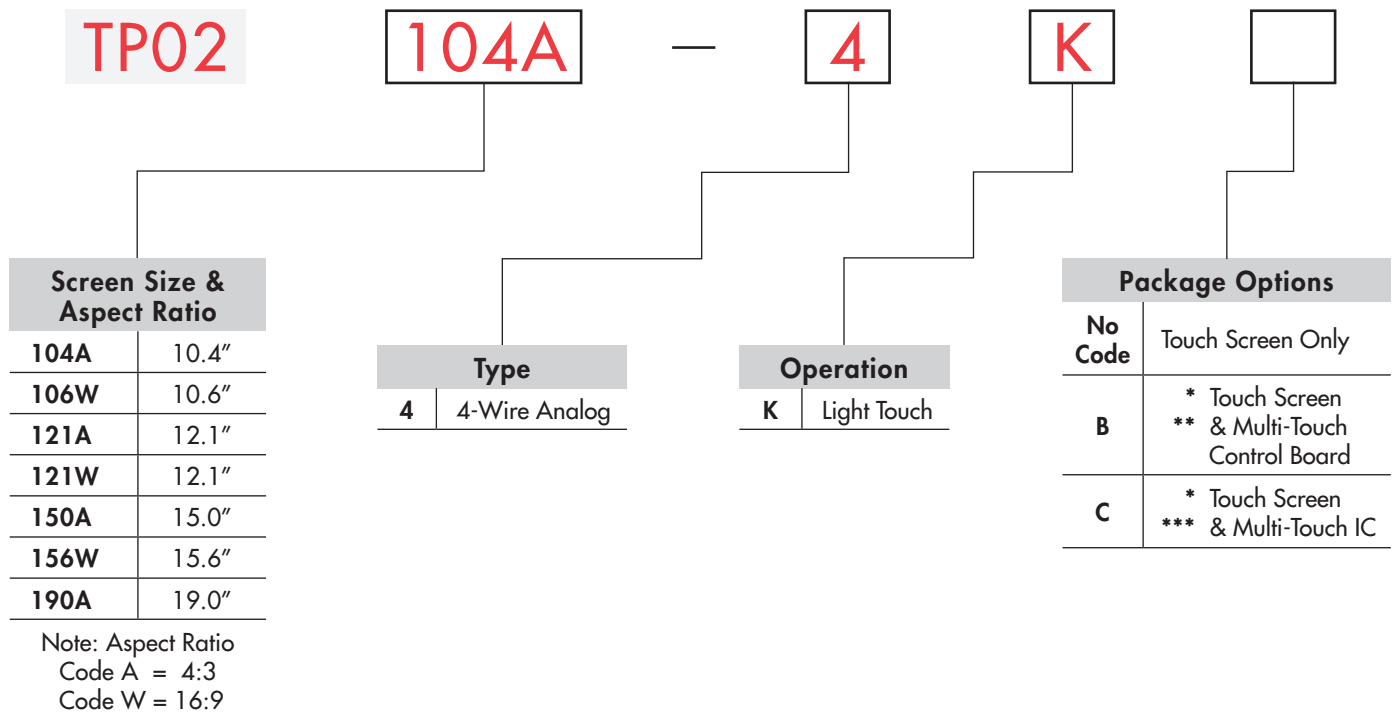 TP02 104A — 4 K
Screen Size &
Aspect Ratio
104A 10.4″
106W 10.6″
121A 12.1″
121W 12.1″
150A 15.0″
156W 15.6″
190A 19.0″
Note: Aspect Ratio
Code A = 4:3
Code W = 16:9
Type
4 4-Wire Analog
Operation
K Light Touch
Package Options
No
Code
Touch Screen Only
B
* Touch Screen
** & Multi-Touch
Control Board
C
* Touch Screen
*** & Multi-Touch IC